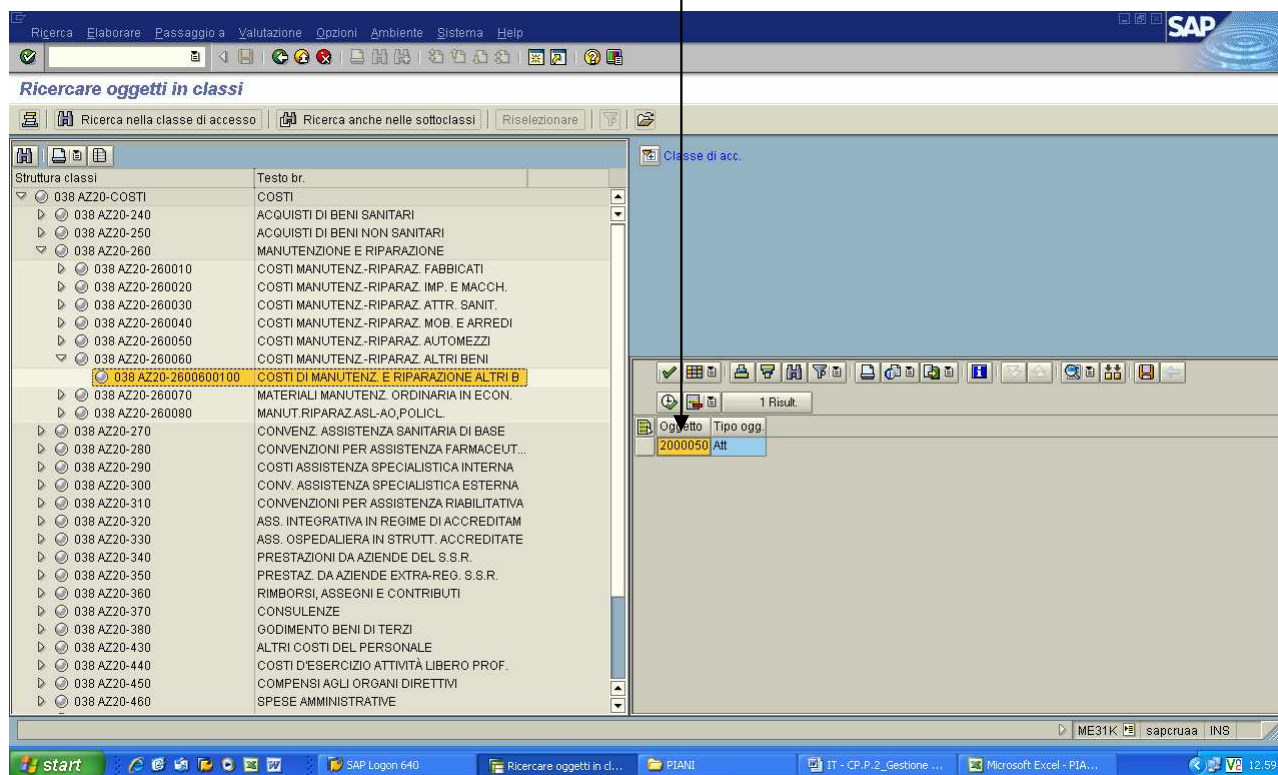 Ricerca Elaborare Passaggio a Valutazione Opzioni Ambiente Sistema Help
SAP
Ricercare oggetti in classi
Ricerca nella classe di accesso Ricerca anche nelle sottoclassi Riselezionare
Classe di acc.
Struttura classi Testo br.
038 AZ20-COSTI COSTI
038 AZ20-240 ACQUISTI DI BENI SANITARI
038 AZ20-250 ACQUISTI DI BENI NON SANITARI
038 AZ20-260 MANUTENZIONE E RIPARAZIONE
038 AZ20-260010 COSTI MANUTENZ.-RIPARAZ. FABBRICATI
038 AZ20-260020 COSTI MANUTENZ.-RIPARAZ. IMP. E MACCH.
038 AZ20-260030 COSTI MANUTENZ.-RIPARAZ. ATTR. SANIT.
038 AZ20-260040 COSTI MANUTENZ.-RIPARAZ. MOB. E ARREDI
038 AZ20-260050 COSTI MANUTENZ.-RIPARAZ. AUTOMEZZI
038 AZ20-260060 COSTI MANUTENZ.-RIPARAZ. ALTRI BENI
038 AZ20-2600600100 COSTI DI MANUTENZ. E RIPARAZIONE ALTRI B
038 AZ20-260070 MATERIALI MANUTENZ. ORDINARIA IN ECON.
038 AZ20-260080 MANUT.RIPARAZ.ASL-AO,POLICL.
038 AZ20-270 CONVENZ. ASSISTENZA SANITARIA DI BASE
038 AZ20-280 CONVENZIONI PER ASSISTENZA FARMACEUT...
038 AZ20-290 COSTI ASSISTENZA SPECIALISTICA INTERNA
038 AZ20-300 CONV. ASSISTENZA SPECIALISTICA ESTERNA
038 AZ20-310 CONVENZIONI PER ASSISTENZA RIABILITATIVA
038 AZ20-320 ASS. INTEGRATIVA IN REGIME DI ACCREDITAM
038 AZ20-330 ASS. OSPEDALIERA IN STRUTT. ACCREDITATE
038 AZ20-340 PRESTAZIONI DA AZIENDE DEL S.S.R.
038 AZ20-350 PRESTAZ. DA AZIENDE EXTRA-REG. S.S.R.
038 AZ20-360 RIMBORSI, ASSEGNI E CONTRIBUTI
038 AZ20-370 CONSULENZE
038 AZ20-380 GODIMENTO BENI DI TERZI
038 AZ20-430 ALTRI COSTI DEL PERSONALE
038 AZ20-440 COSTI D'ESERCIZIO ATTIVITÀ LIBERO PROF.
038 AZ20-450 COMPENSI AGLI ORGANI DIRETTIVI
038 AZ20-460 SPESE AMMINISTRATIVE
1 Risult.
Oggetto Tipo ogg.
2000050 Att
ME31K sapcruaa INS
start SAP Logon 640 Ricercare oggetti in cl... PIANI IT - CP.P.2_Gestione ... Microsoft Excel - PIA... 12.59